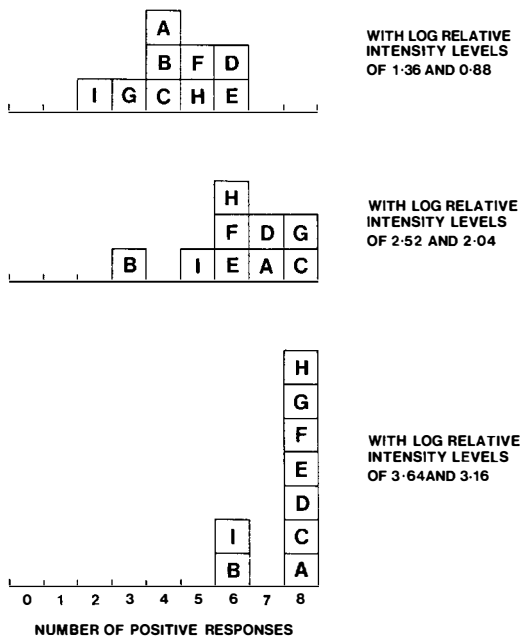 A
B F D
I G C H E
WITH LOG RELATIVE
INTENSITY LEVELS
OF 1·36 AND 0·88
H
F D G
B I E A C
WITH LOG RELATIVE
INTENSITY LEVELS
OF 2·52 AND 2·04
H
G
F
E
D
C
I
B A
WITH LOG RELATIVE
INTENSITY LEVELS
OF 3·64AND 3·16
0 1 2 3 4 5 6 7 8
NUMBER OF POSITIVE RESPONSES